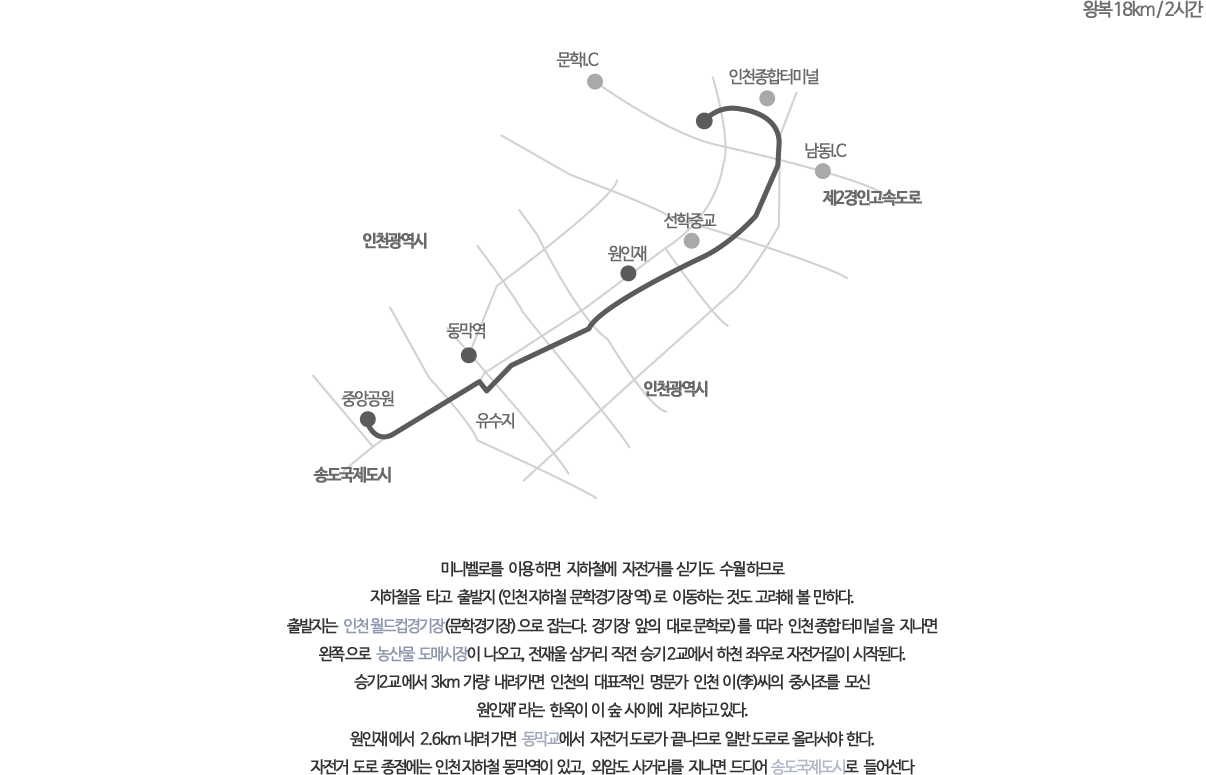 왕복 18km / 2시간
문학I.C
인천종합터미널
남동I.C
제2경인고속도로
선학중교
인천광역시
원인재
동막역
인천광역시
중앙공원
유수지
송도국제도시
미니벨로를 이용하면 지하철에 자전거를 싣기도 수월하므로
지하철을 타고 출발지 (인천지하철 문학경기장 역) 로 이동하는 것도 고려해 볼 만하다.
출발지는 인천 월드컵경기장(문학경기장) 으로 잡는다. 경기장 앞의 대로 문학로) 를 따라 인천종합터미널을 지나면
왼쪽으로 농산물 도매시장이 나오고, 전재울 삼거리 직전 승기2교에서 하천 좌우로 자전거길이 시작된다.
승기2교에서 3km 가량 내려가면 인천의 대표적인 명문가 인천 이(李)씨의 중시조를 모신
원인재' 라는 한옥이 이 숲 사이에 자리하고 있다.
원인재에서 2.6km 내려가면 동막교에서 자전거 도로가 끝나므로 일반 도로로 올라서야 한다.
자전거 도로 종점에는 인천 지하철 동막역이 있고, 외암도 사거리를 지나면 드디어 송도국제도시로 들어선다